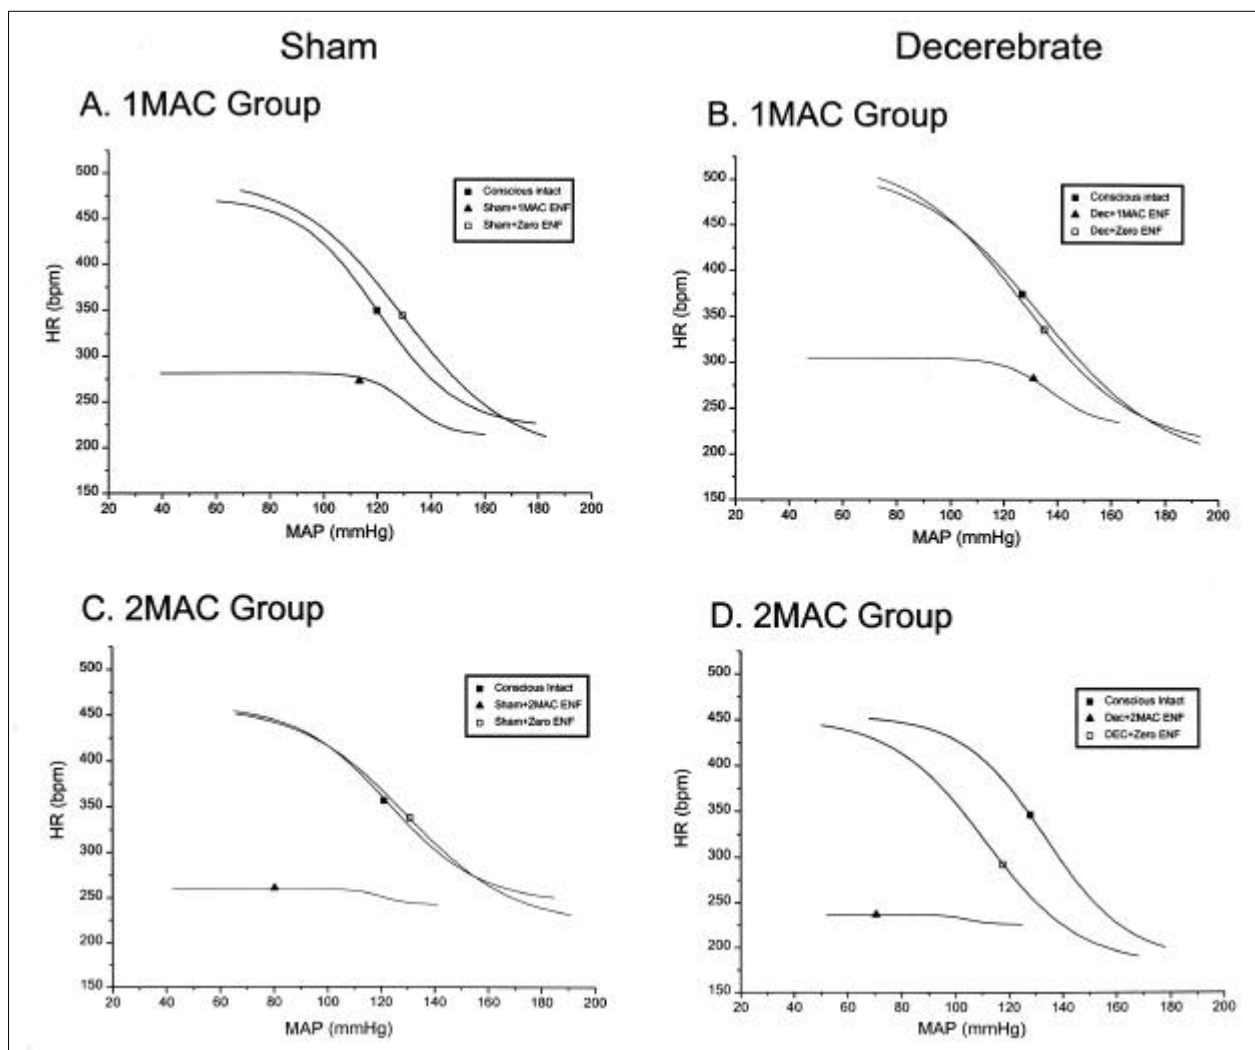 Sham
Decerebrate
A. 1MAC Group
500
450
400
350
300
250
200
150
HR (bpm)
Conscious intact
Sham+1MAC ENF
Sham+Zero ENF
20 40 60 80 100 120 140 160 180 200
MAP (mmHg)
B. 1MAC Group
500
450
400
350
300
250
200
150
HR (bpm)
Conscious intact
Dec+1MAC ENF
Dec+Zero ENF
20 40 60 80 100 120 140 160 180 200
MAP (mmHg)
C. 2MAC Group
500
450
400
350
300
250
200
150
HR (bpm)
Conscious Intact
Sham+2MAC ENF
Sham+Zero ENF
20 40 60 80 100 120 140 160 180 200
MAP (mmHg)
D. 2MAC Group
500
450
400
350
300
250
200
150
HR (bpm)
Conscious Intact
Dec+2MAC ENF
DEC+Zero ENF
20 40 60 80 100 120 140 160 180 200
MAP (mmHg)